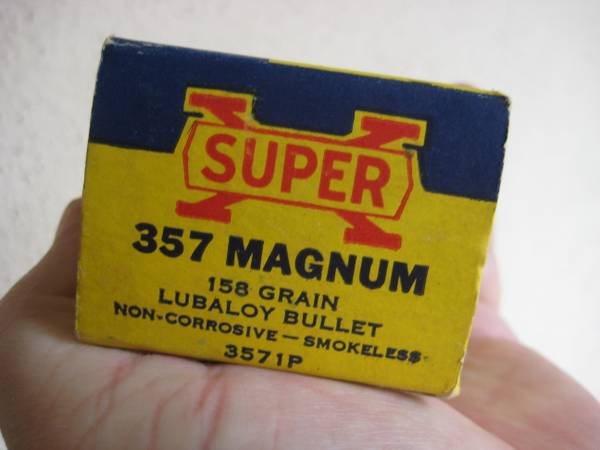 SUPER X
357 MAGNUM
158 GRAIN
LUBALOY BULLET
NON-CORROSIVE — SMOKELESS
3571P